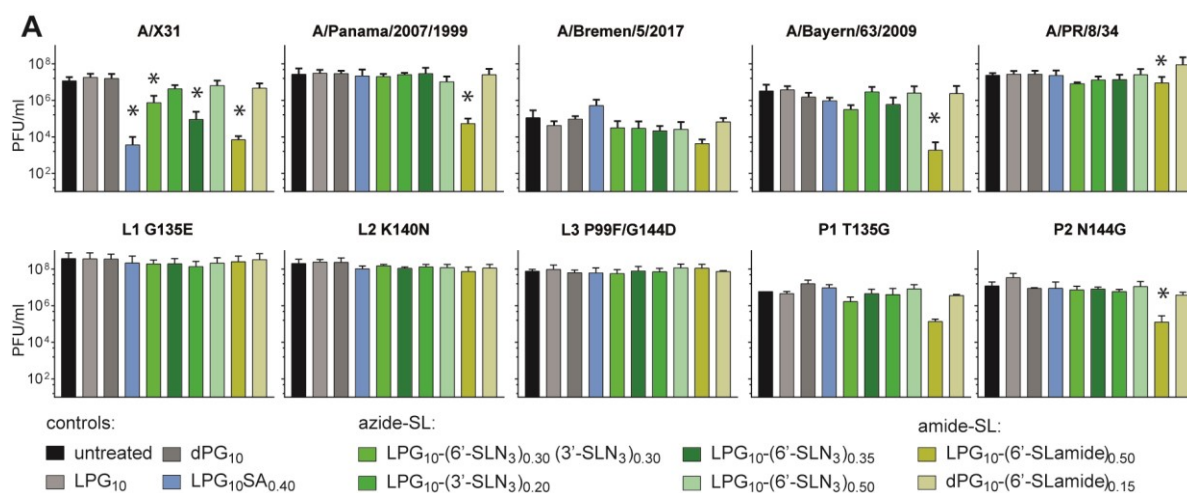 A
A/X31
A/Panama/2007/1999
A/Bremen/5/2017
A/Bayern/63/2009
A/PR/8/34
PFU/ml
10⁸
10⁶
10⁴
10²
* * * *
*
*
*
L1 G135E
L2 K140N
L3 P99F/G144D
P1 T135G
P2 N144G
PFU/ml
10⁸
10⁶
10⁴
10²
*
controls:
azide-SL:
amide-SL:
untreated
dPG₁₀
LPG₁₀-(6'-SLN₃)₀.₃₀ (3'-SLN₃)₀.₃₀
LPG₁₀-(6'-SLN₃)₀.₃₅
LPG₁₀-(6'-SLamide)₀.₅₀
LPG₁₀
LPG₁₀SA₀.₄₀
LPG₁₀-(3'-SLN₃)₀.₂₀
LPG₁₀-(6'-SLN₃)₀.₅₀
dPG₁₀-(6'-SLamide)₀.₁₅